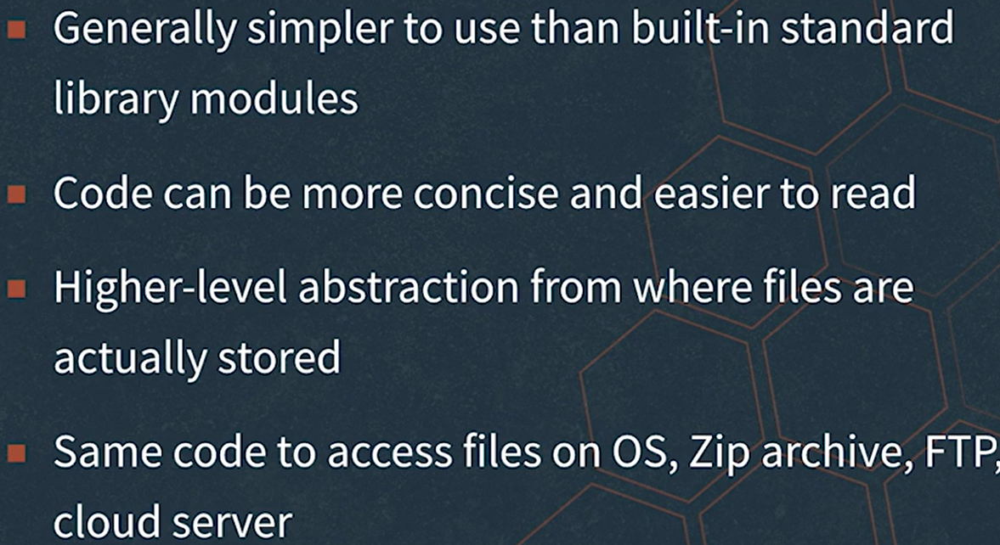 Generally simpler to use than built-in standard
library modules
Code can be more concise and easier to read
Higher-level abstraction from where files are
actually stored
Same code to access files on OS, Zip archive, FTP,
cloud server